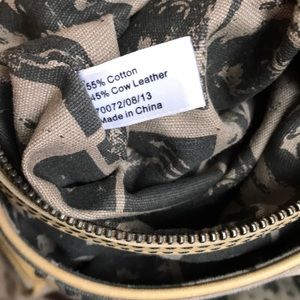 55% Cotton
45% Cow Leather
70072/08/13
Made in China